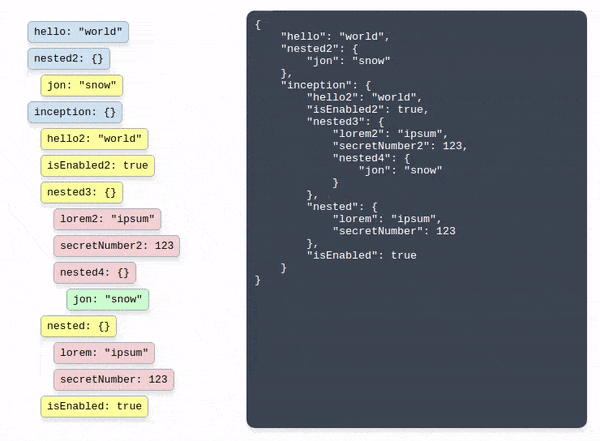 hello: "world"
nested2: {}
jon: "snow"
inception: {}
hello2: "world"
isEnabled2: true
nested3: {}
lorem2: "ipsum"
secretNumber2: 123
nested4: {}
jon: "snow"
nested: {}
lorem: "ipsum"
secretNumber: 123
isEnabled: true
{
    "hello": "world",
    "nested2": {
        "jon": "snow"
    },
    "inception": {
        "hello2": "world",
        "isEnabled2": true,
        "nested3": {
            "lorem2": "ipsum",
            "secretNumber2": 123,
            "nested4": {
                "jon": "snow"
            }
        },
        "nested": {
            "lorem": "ipsum",
            "secretNumber": 123
        },
        "isEnabled": true
    }
}